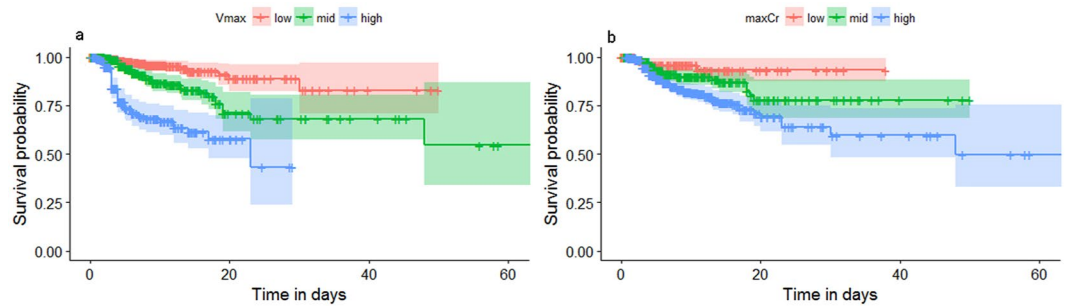 Vmax low mid high
a
1.00
0.75
0.50
0.25
0.00
Survival probability
0 20 40 60
Time in days
maxCr low mid high
b
1.00
0.75
0.50
0.25
0.00
Survival probability
0 20 40 60
Time in days